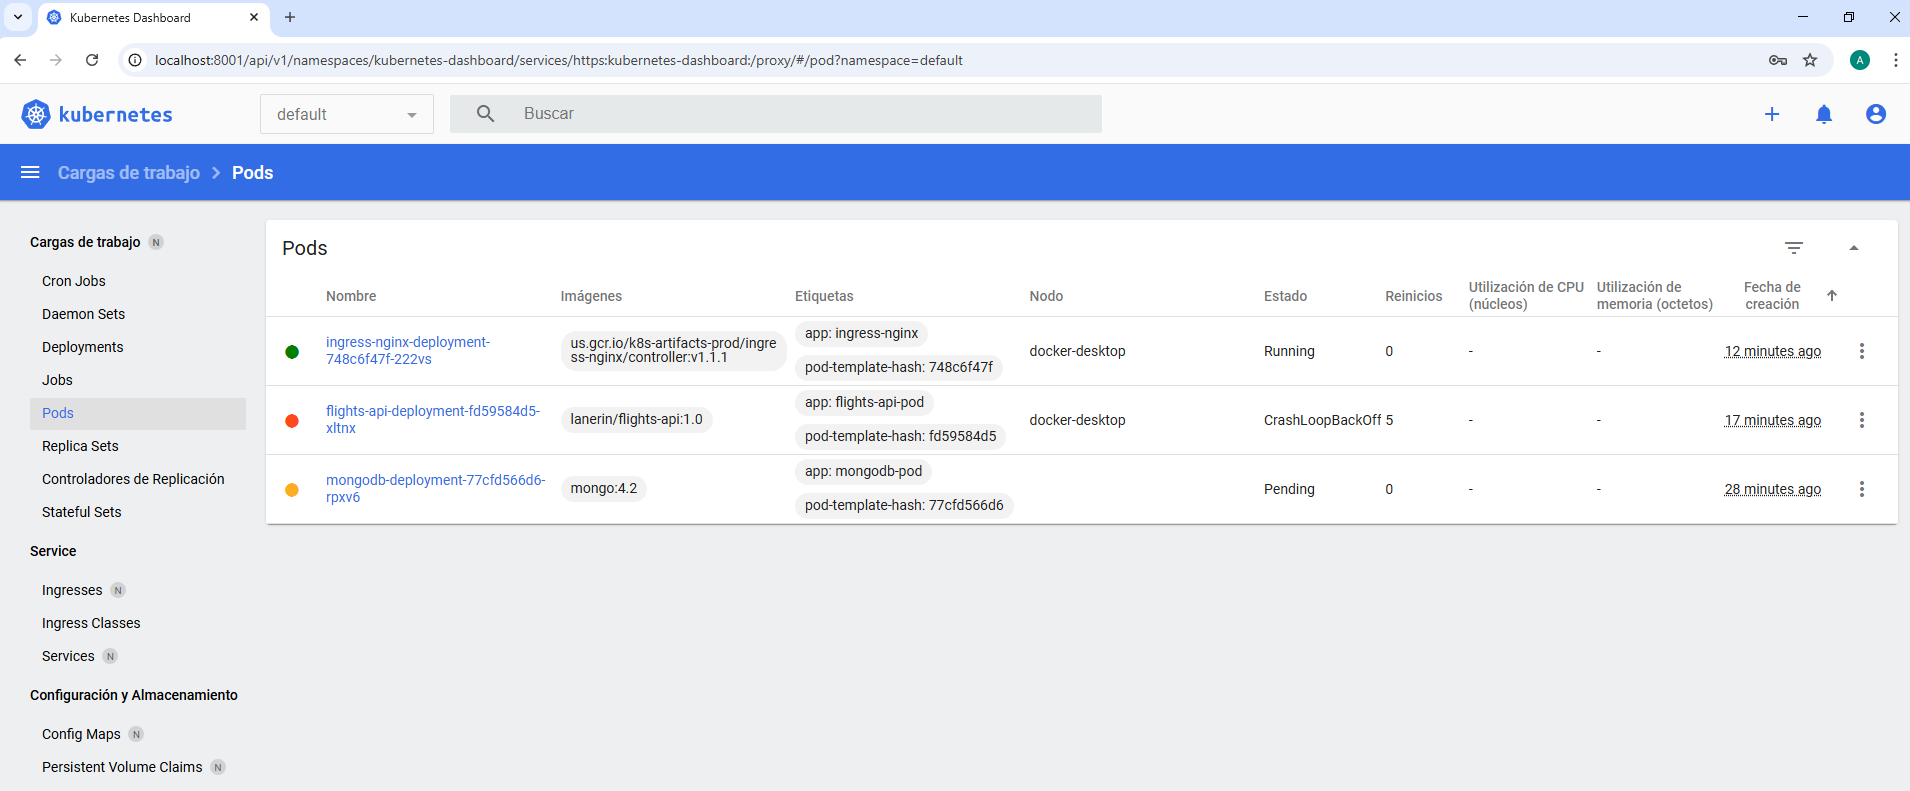 Kubernetes Dashboard
localhost:8001/api/v1/namespaces/kubernetes-dashboard/services/https:kubernetes-dashboard:/proxy/#/pod?namespace=default
A
kubernetes
default
Buscar
Cargas de trabajo
Pods
Cargas de trabajo N
Cron Jobs
Daemon Sets
Deployments
Jobs
Pods
Replica Sets
Controladores de Replicación
Stateful Sets
Service
Ingresses N
Ingress Classes
Services N
Configuración y Almacenamiento
Config Maps N
Persistent Volume Claims N
Pods
Nombre
Imágenes
Etiquetas
Nodo
Estado
Reinicios
Utilización de CPU
(núcleos)
Utilización de
memoria (octetos)
Fecha de
creación
ingress-nginx-deployment-
748c6f47f-222vs
us.gcr.io/k8s-artifacts-prod/ingre
ss-nginx/controller:v1.1.1
app: ingress-nginx
pod-template-hash: 748c6f47f
docker-desktop
Running
0
-
-
12 minutes ago
flights-api-deployment-fd59584d5-
xltnx
lanerin/flights-api:1.0
app: flights-api-pod
pod-template-hash: fd59584d5
docker-desktop
CrashLoopBackOff
5
-
-
17 minutes ago
mongodb-deployment-77cfd566d6-
rpxv6
mongo:4.2
app: mongodb-pod
pod-template-hash: 77cfd566d6
Pending
0
-
-
28 minutes ago